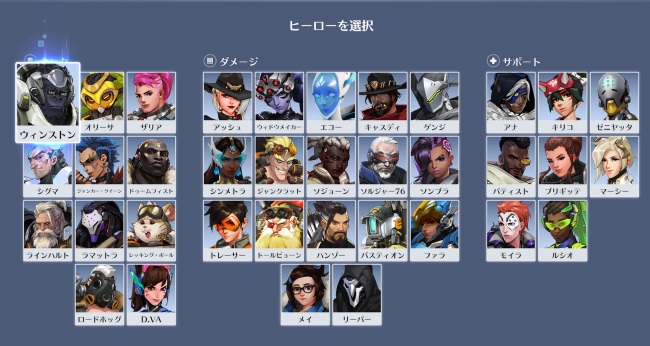 ヒーローを選択
ダメージ
サポート
ウィンストン
オリーサ
ザリア
アッシュ
ウィドウメイカー
エコー
キャスディ
ゲンジ
アナ
キリコ
ゼニヤッタ
シグマ
ジャンカー・クイーン
ドゥームフィスト
シンメトラ
ジャンクラット
ソジョーン
ソルジャー76
ソンブラ
バティスト
ブリギッテ
マーシー
ラインハルト
ラマットラ
レッキング・ボール
トレーサー
トールビョーン
ハンゾー
バスティオン
ファラ
モイラ
ルシオ
ロードホッグ
D.VA
メイ
リーパー